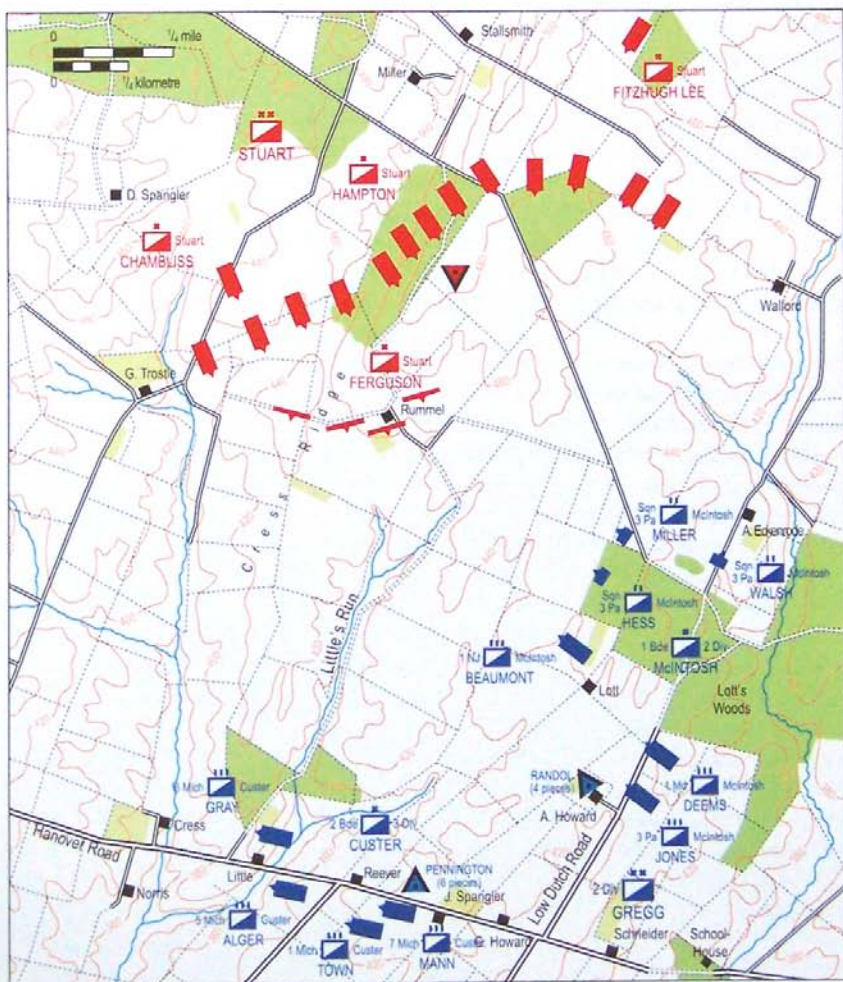 0 ¼ mile
0 ¼ kilometre
Stallsmith
Miller
Stuart
FITZHUGH LEE
STUART
Stuart
HAMPTON
D. Spangler
Stuart
CHAMBLISS
Walford
G. Trostle
Stuart
FERGUSON
Rummel
Cress Ridge
Sqn
3 Pa
McIntosh
MILLER
A. Eckenrode
Sqn
3 Pa
McIntosh
WALSH
Sqn
3 Pa
McIntosh
HESS
Little's Run
1 NJ McIntosh
BEAUMONT
1 Bde 2 Div
McINTOSH
Lott
Lott's
Woods
RANDOL
(4 pieces)
A. Howard
1 Md McIntosh
DEEMS
6 Mich Custer
GRAY
Cress
2 Bde 3 Div
CUSTER
3 Pa McIntosh
JONES
Hanover Road
Low Dutch Road
Little
Reever
PENNINGTON
(6 pieces)
J. Spangler
2 Div
GREGG
Norris
5 Mich Custer
ALGER
1 Mich Custer
TOWN
7 Mich Custer
MANN
G. Howard
Schneider
School-
House